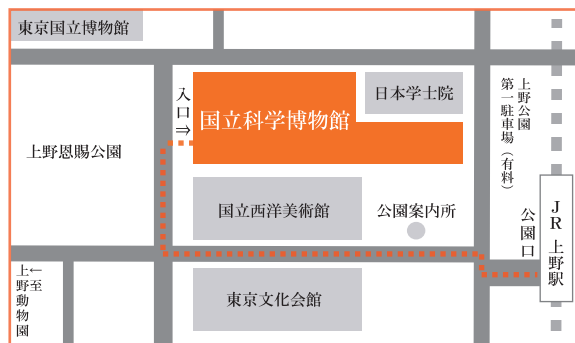 東京国立博物館
入口⇒
国立科学博物館
日本学士院
上野公園
第一駐車場（有料）
上野恩賜公園
国立西洋美術館
公園案内所
公園口
JR上野駅
←至
上野動物園
東京文化会館